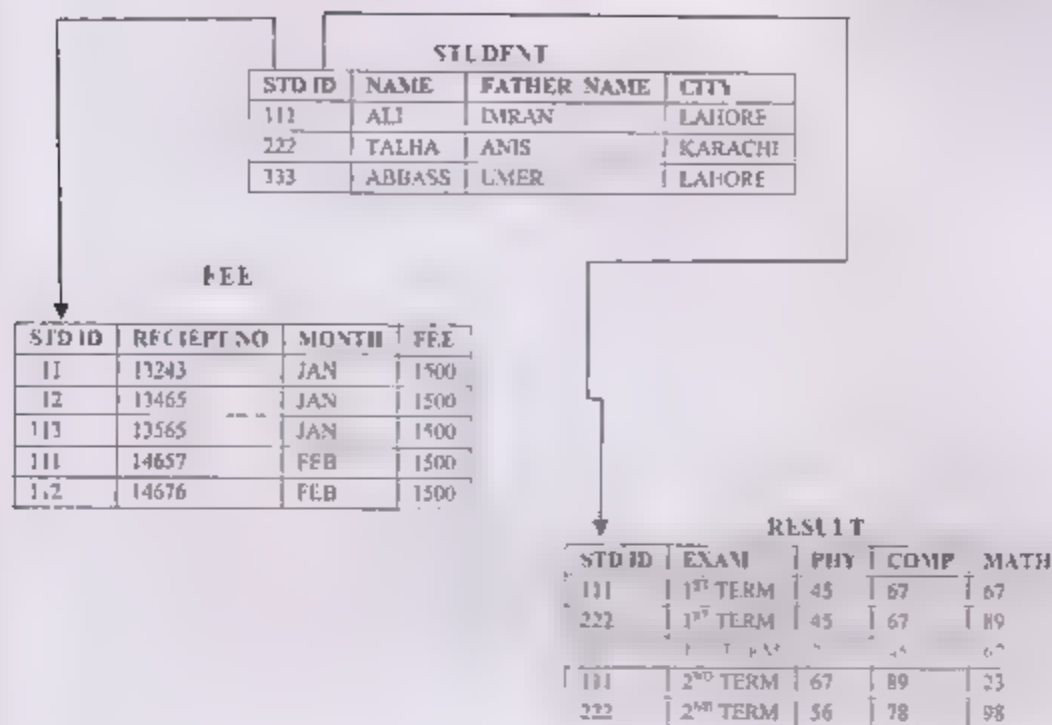 STUDENT
STD ID NAME FATHER NAME CITY
111 ALI IMRAN LAHORE
222 TALHA ANIS KARACHI
333 ABBASS UMER LAHORE
FEE
STD ID RECIEPT NO MONTH FEE
11 13243 JAN 1500
12 13465 JAN 1500
113 13565 JAN 1500
111 14657 FEB 1500
112 14676 FEB 1500
RESULT
STD ID EXAM PHY COMP MATH
111 1ST TERM 45 67 67
222 1ST TERM 45 67 89
TERM
111 2ND TERM 67 89 23
222 2ND TERM 56 78 98